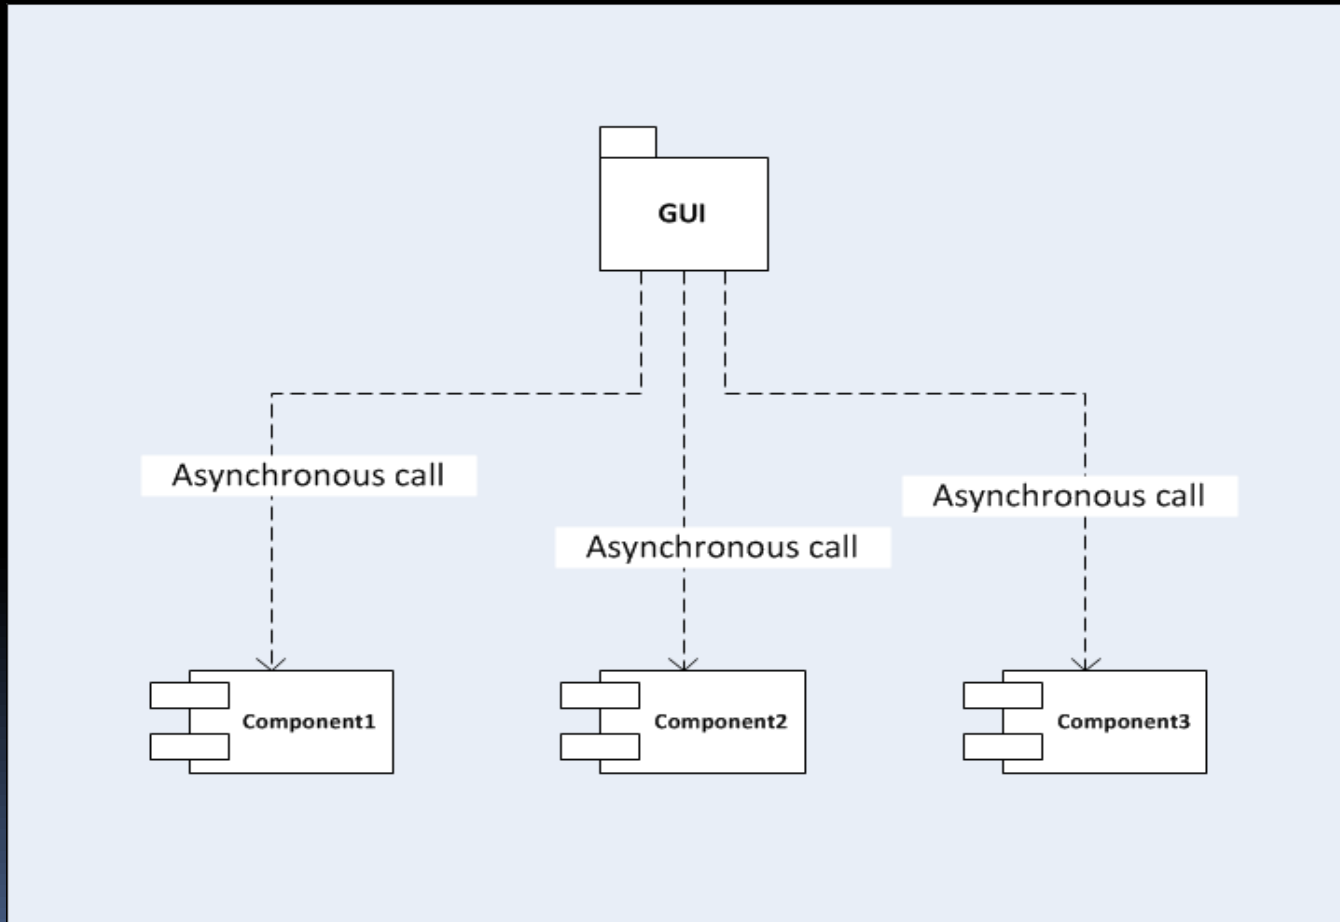 GUI
Asynchronous call
Asynchronous call
Asynchronous call
Component1
Component2
Component3